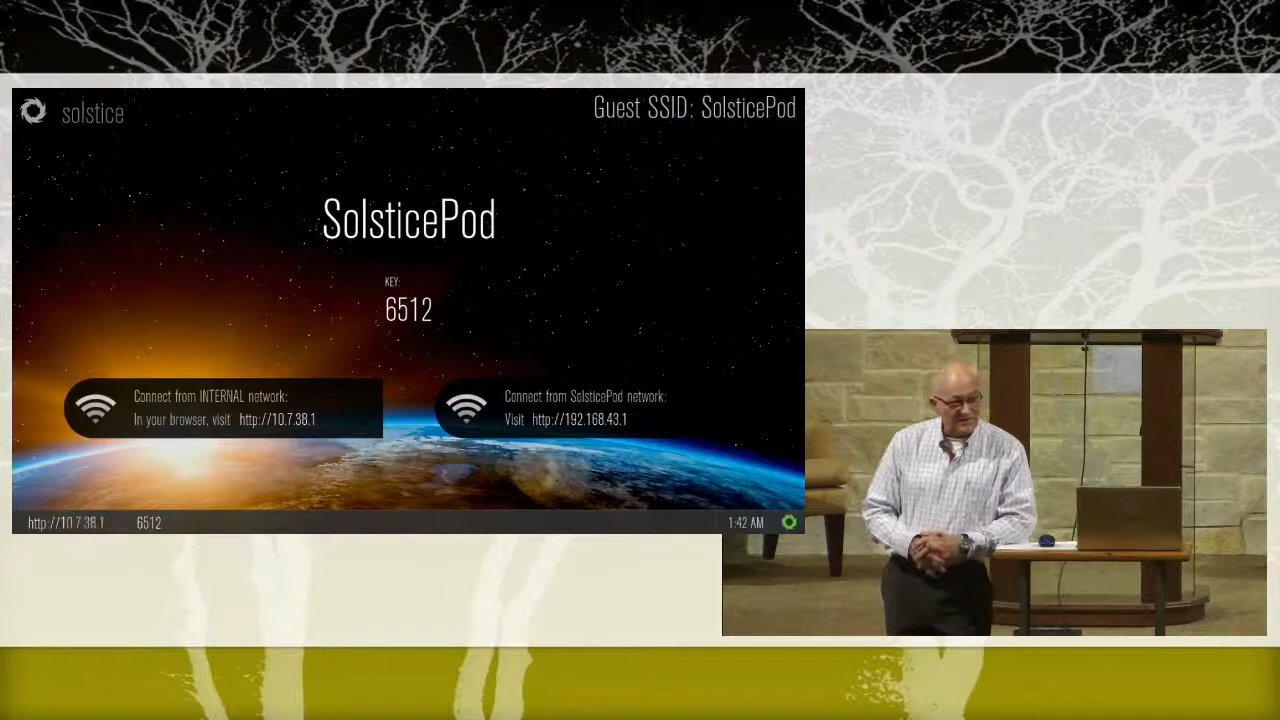 solstice
Guest SSID: SolsticePod
SolsticePod
KEY:
6512
Connect from INTERNAL network:
In your browser, visit http://10.7.38.1
Connect from SolsticePod network:
Visit http://192.168.43.1
http://10.7.38.1 6512
1:42 AM